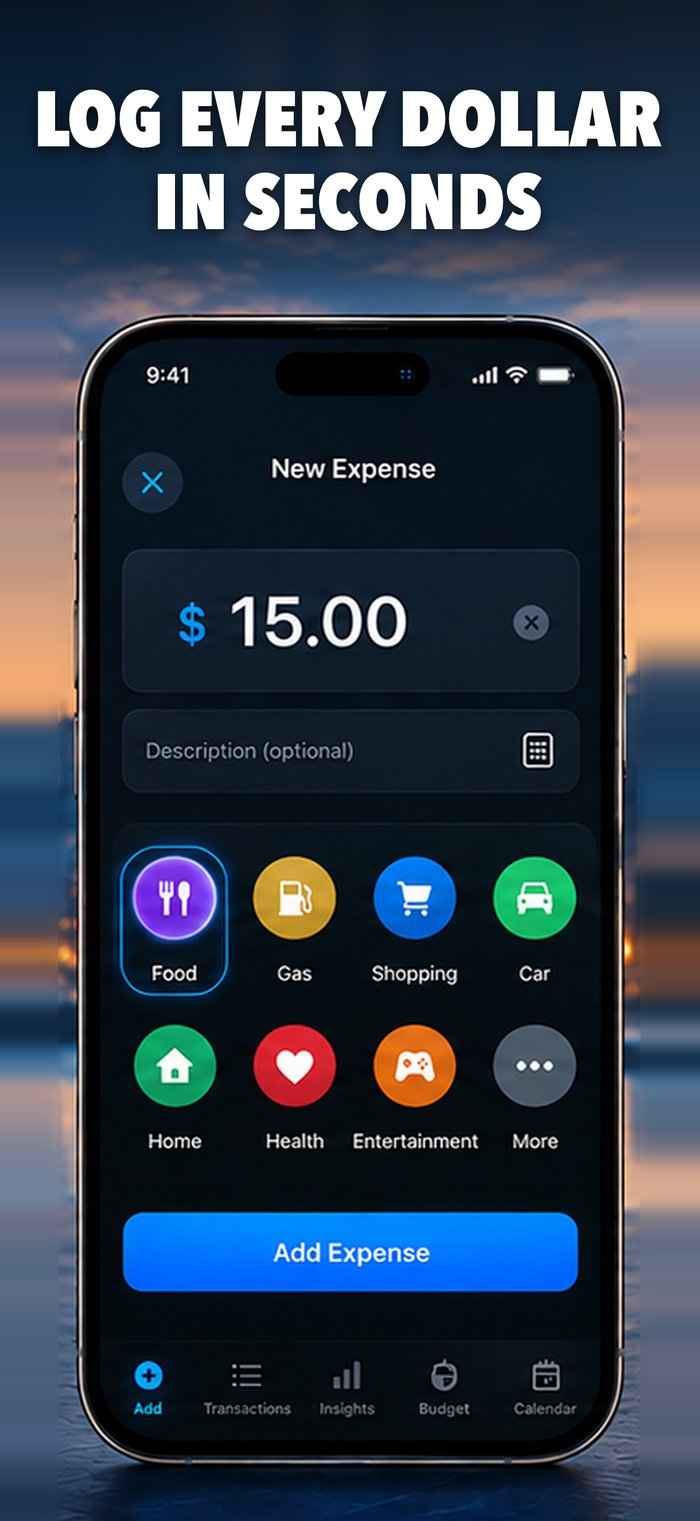 LOG EVERY DOLLAR
IN SECONDS
9:41
New Expense
$ 15.00
Description (optional)
Food Gas Shopping Car
Home Health Entertainment More
Add Expense
Add Transactions Insights Budget Calendar